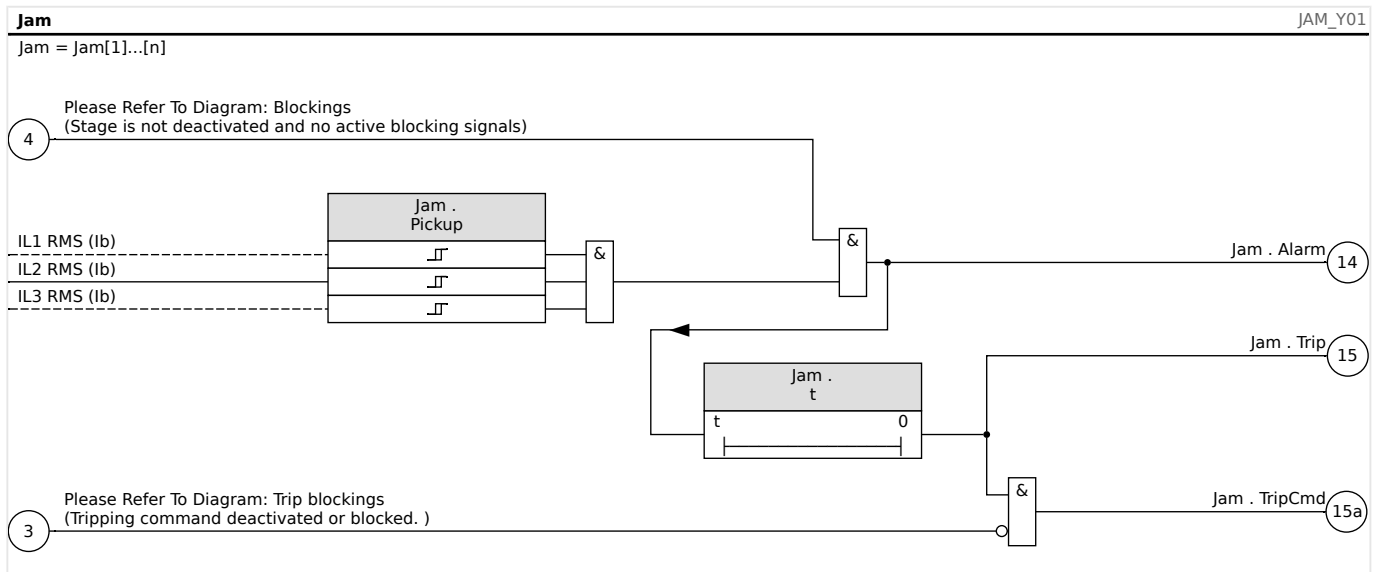 Jam
JAM_Y01
Jam = Jam[1]...[n]
Please Refer To Diagram: Blockings
(Stage is not deactivated and no active blocking signals)
4
Jam .
Pickup
IL1 RMS (Ib)
IL2 RMS (Ib)
IL3 RMS (Ib)
&
&
Jam . Alarm
14
Jam . Trip
15
Jam .
t
t 0
Please Refer To Diagram: Trip blockings
(Tripping command deactivated or blocked. )
3
&
Jam . TripCmd
15a